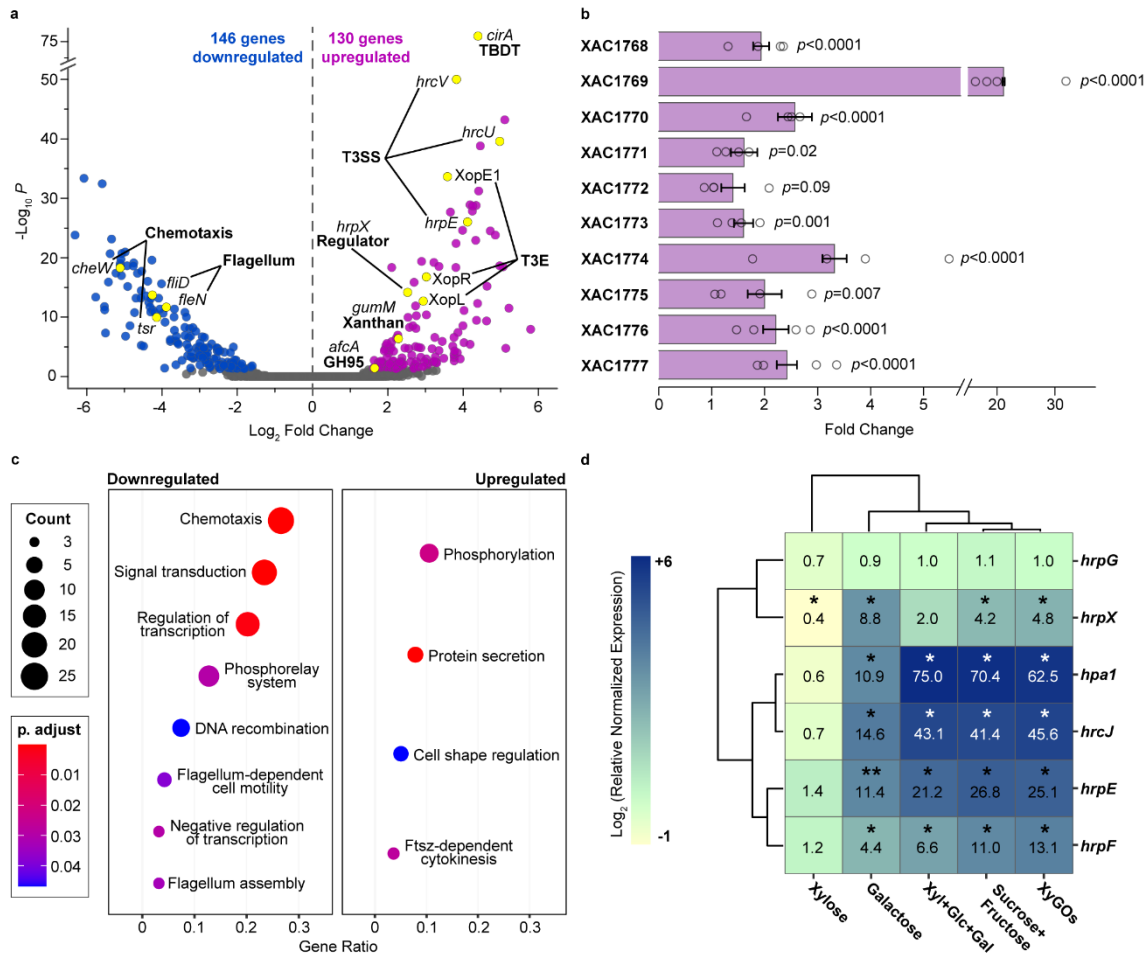 a
146 genes
downregulated
130 genes
upregulated
75
50
40
30
20
10
0
-Log10 P
-6
-4
-2
0
2
4
6
Log2 Fold Change
cirA
TBDT
hrcV
hrcU
T3SS
XopE1
hrpE
hrpX
Regulator
T3E
XopR
XopL
gumM
Xanthan
afcA
GH95
Chemotaxis
cheW
fliD
Flagellum
fleN
tsr
b
XAC1768 p<0.0001
XAC1769 p<0.0001
XAC1770 p<0.0001
XAC1771 p=0.02
XAC1772 p=0.09
XAC1773 p=0.001
XAC1774 p<0.0001
XAC1775 p=0.007
XAC1776 p<0.0001
XAC1777 p<0.0001
0 1 2 3 4 5 20 30
Fold Change
c
Count
3
5
10
15
20
25
p. adjust
0.01
0.02
0.03
0.04
Downregulated
Chemotaxis
Signal transduction
Regulation of
transcription
Phosphorelay
system
DNA recombination
Flagellum-dependent
cell motility
Negative regulation
of transcription
Flagellum assembly
0 0.1 0.2 0.3
Upregulated
Phosphorylation
Protein secretion
Cell shape regulation
Ftsz-dependent
cytokinesis
0 0.1 0.2 0.3
Gene Ratio
d
+6
-1
Log2 (Relative Normalized Expression)
0.7 0.9 1.0 1.1 1.0 hrpG
* * * *
0.4 8.8 2.0 4.2 4.8 hrpX
* * * *
0.6 10.9 75.0 70.4 62.5 hpa1
* * * *
0.7 14.6 43.1 41.4 45.6 hrcJ
** * * *
1.4 11.4 21.2 26.8 25.1 hrpE
* * * *
1.2 4.4 6.6 11.0 13.1 hrpF
Xylose
Galactose
Xyl+Glc+Gal
Sucrose+
Fructose
XyGOs